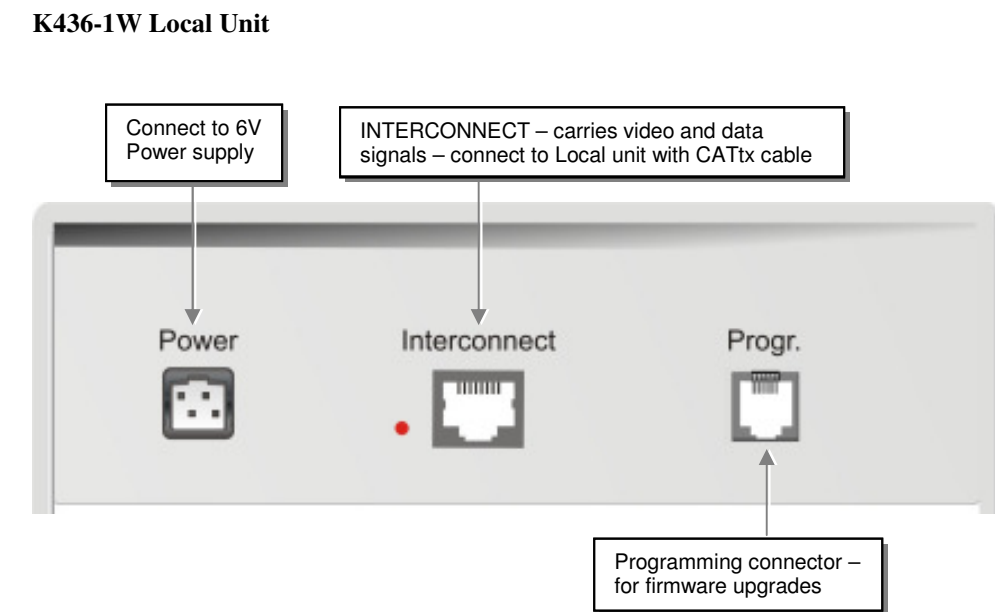 K436-1W Local Unit
Connect to 6V
Power supply
INTERCONNECT – carries video and data
signals – connect to Local unit with CATtx cable
Power
Interconnect
Progr.
Programming connector –
for firmware upgrades